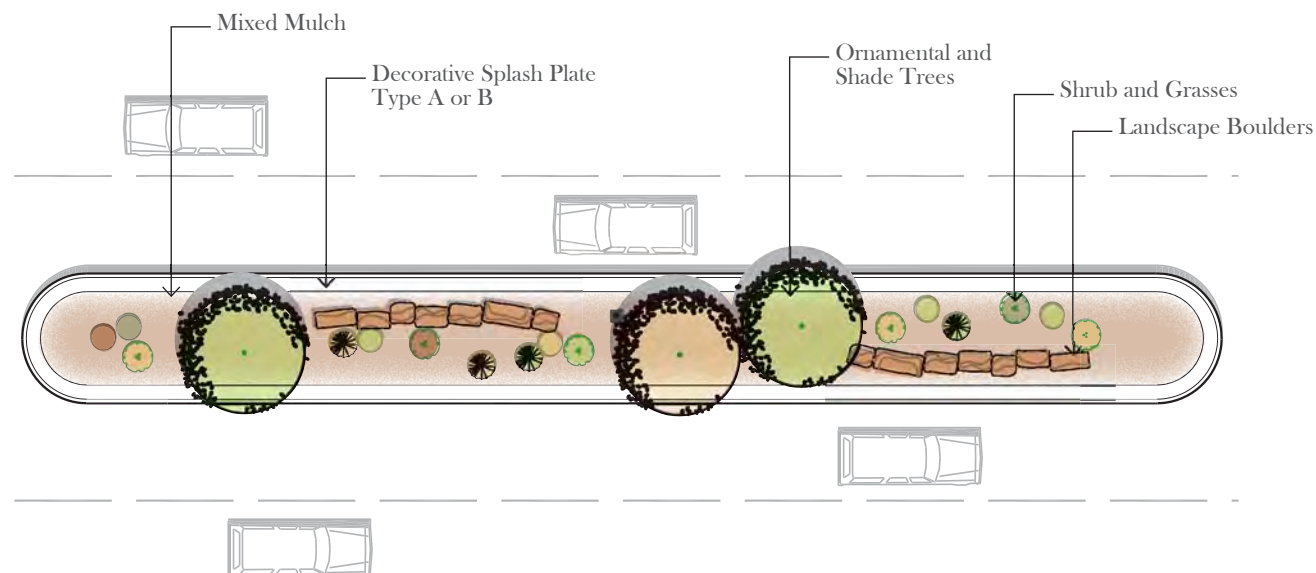 Mixed Mulch
Decorative Splash Plate
Type A or B
Ornamental and
Shade Trees
Shrub and Grasses
Landscape Boulders